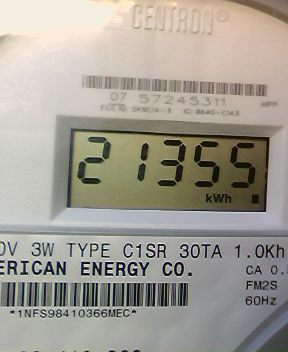 CENTRON®
07 57245311
21355
kWh
V 3W TYPE C1SR 30TA 1.0Kh
ERICAN ENERGY CO.
CA 0.
FM2S
*1NFS98410366MEC*
60Hz